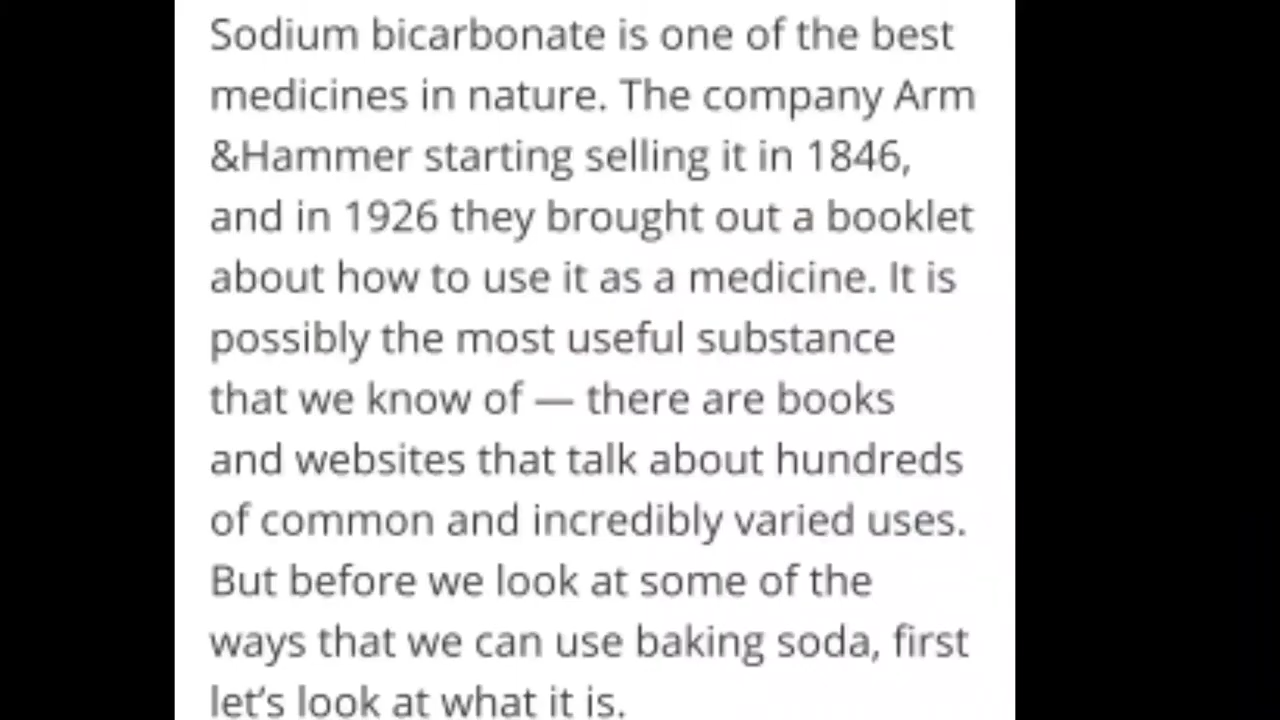 Sodium bicarbonate is one of the best
medicines in nature. The company Arm
&Hammer starting selling it in 1846,
and in 1926 they brought out a booklet
about how to use it as a medicine. It is
possibly the most useful substance
that we know of — there are books
and websites that talk about hundreds
of common and incredibly varied uses.
But before we look at some of the
ways that we can use baking soda, first
let's look at what it is.